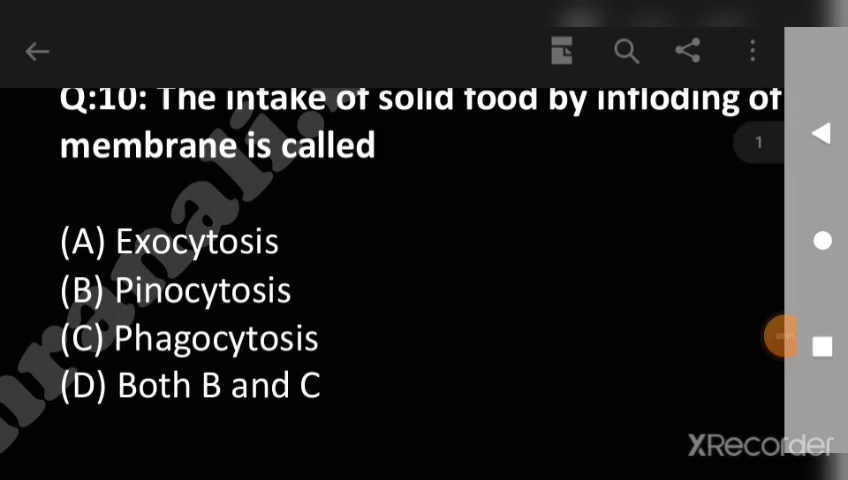 Q:10: The intake of solid food by infloding of
membrane is called
1
(A) Exocytosis
(B) Pinocytosis
(C) Phagocytosis
(D) Both B and C
XRecorder